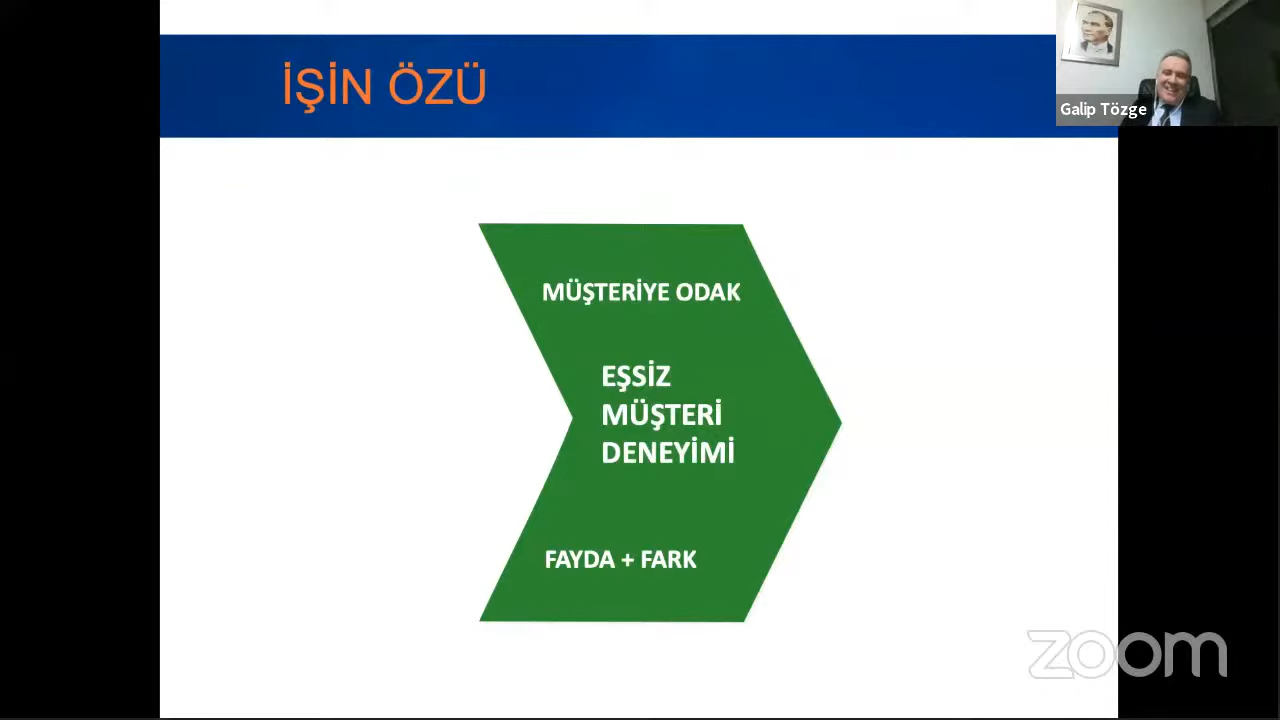 İŞİN ÖZÜ
Galip Tözge
MÜŞTERİYE ODAK
EŞSİZ
MÜŞTERİ
DENEYİMİ
FAYDA + FARK
zoom